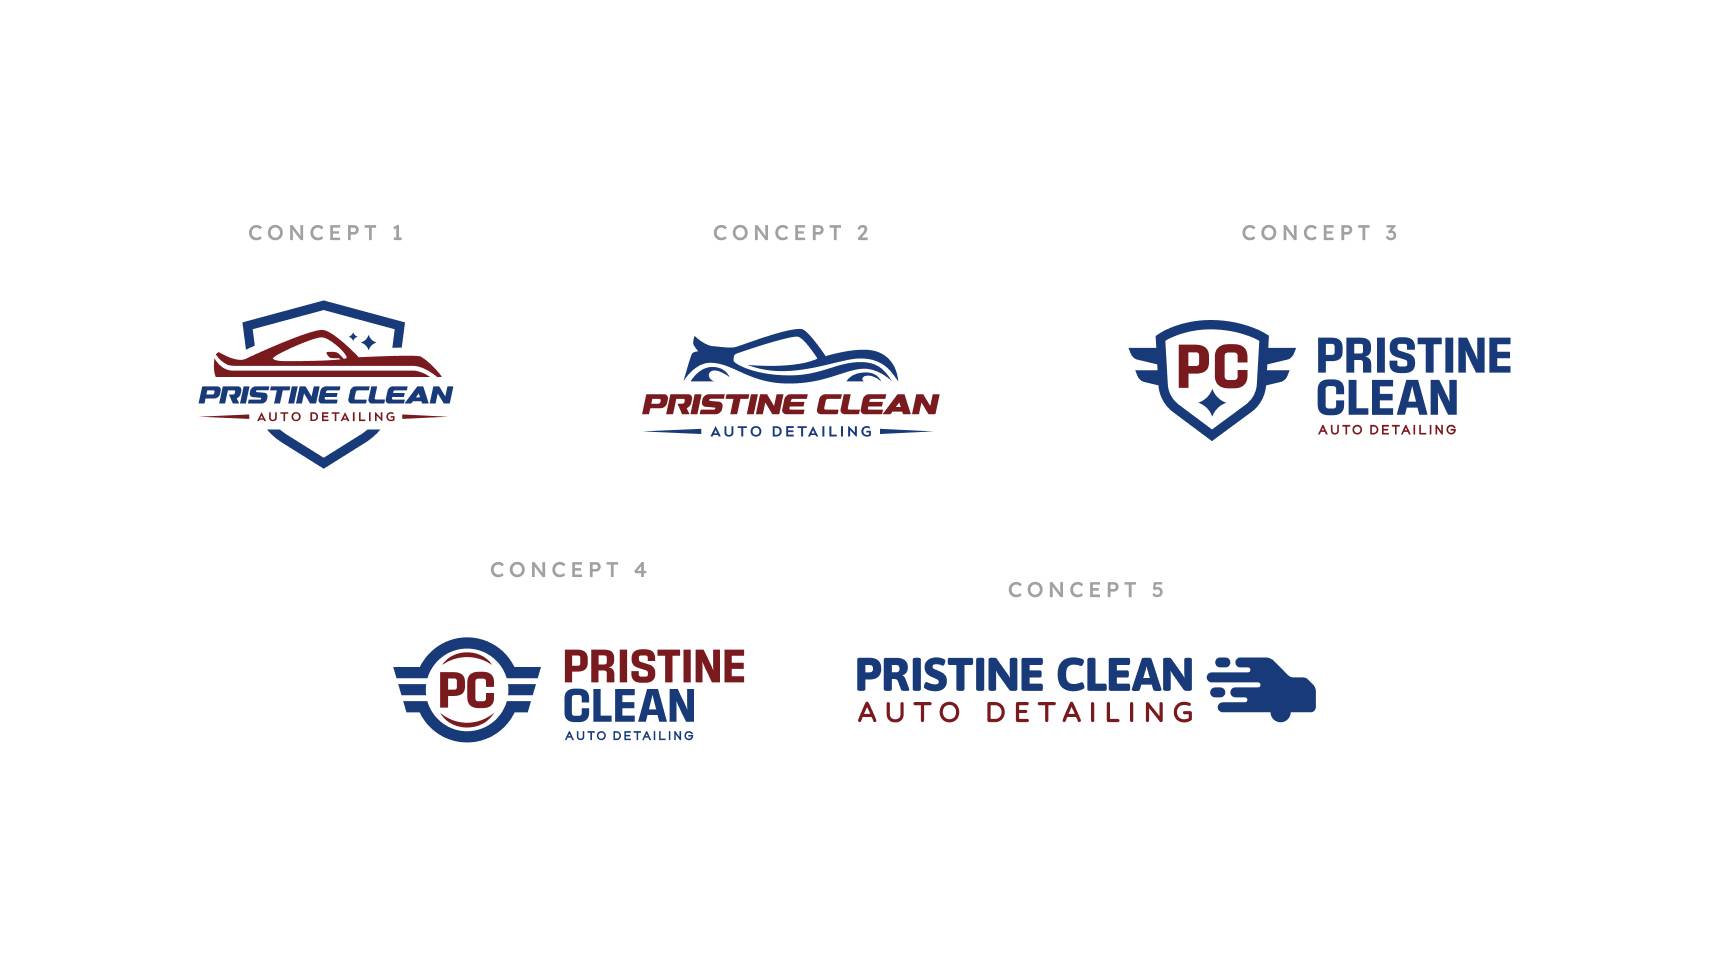 CONCEPT 1
PRISTINE CLEAN
AUTO DETAILING
CONCEPT 2
PRISTINE CLEAN
AUTO DETAILING
CONCEPT 3
PC
PRISTINE
CLEAN
AUTO DETAILING
CONCEPT 4
PC
PRISTINE
CLEAN
AUTO DETAILING
CONCEPT 5
PRISTINE CLEAN
AUTO DETAILING